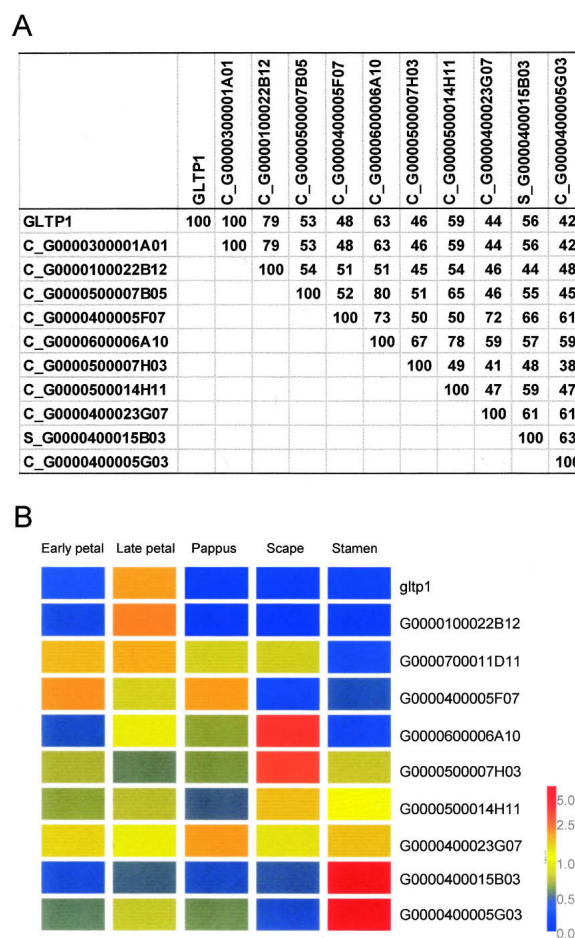 A
GLTP1 C_G0000300001A01 C_G0000100022B12 C_G0000500007B05 C_G0000400005F07 C_G0000600006A10 C_G0000500007H03 C_G0000500014H11 C_G0000400023G07 S_G0000400015B03 C_G0000400005G03
GLTP1 100 100 79 53 48 63 46 59 44 56 42
C_G0000300001A01 100 79 53 48 63 46 59 44 56 42
C_G0000100022B12 100 54 51 51 45 54 46 44 48
C_G0000500007B05 100 52 80 51 65 46 55 45
C_G0000400005F07 100 73 50 50 72 66 61
C_G0000600006A10 100 67 78 59 57 59
C_G0000500007H03 100 49 41 48 38
C_G0000500014H11 100 47 59 47
C_G0000400023G07 100 61 61
S_G0000400015B03 100 63
C_G0000400005G03 100
B
Early petal Late petal Pappus Scape Stamen
gltp1
G0000100022B12
G0000700011D11
G0000400005F07
G0000600006A10
G0000500007H03
G0000500014H11
G0000400023G07
G0000400015B03
G0000400005G03
5.0
2.5
1.0
0.5
0.0